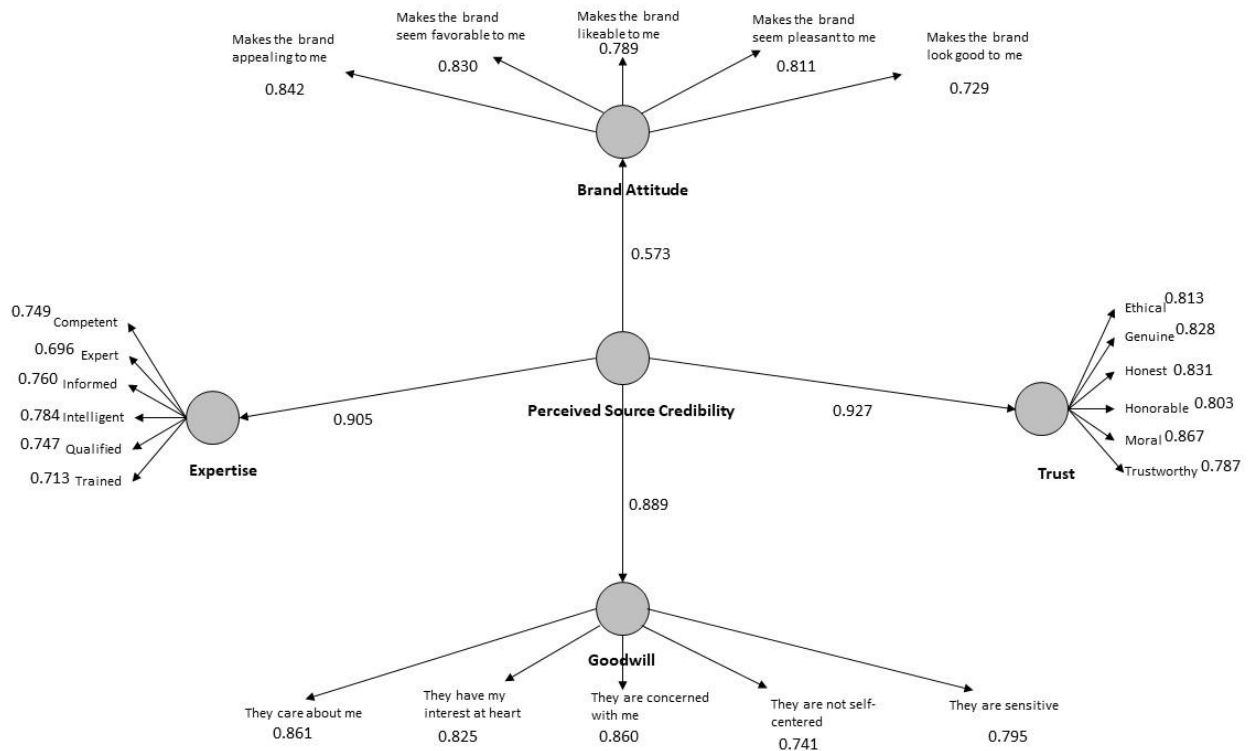 Makes the brand
appealing to me
0.842
Makes the brand
seem favorable to me
0.830
Makes the brand
likeable to me
0.789
Makes the brand
seem pleasant to me
0.811
Makes the brand
look good to me
0.729
Brand Attitude
0.573
0.749 Competent
0.696 Expert
0.760 Informed
0.784 Intelligent
0.747 Qualified
0.713 Trained
Expertise
0.905
Perceived Source Credibility
0.927
Ethical 0.813
Genuine 0.828
Honest 0.831
Honorable 0.803
Moral 0.867
Trustworthy 0.787
Trust
0.889
Goodwill
They care about me
0.861
They have my
interest at heart
0.825
They are concerned
with me
0.860
They are not self-
centered
0.741
They are sensitive
0.795